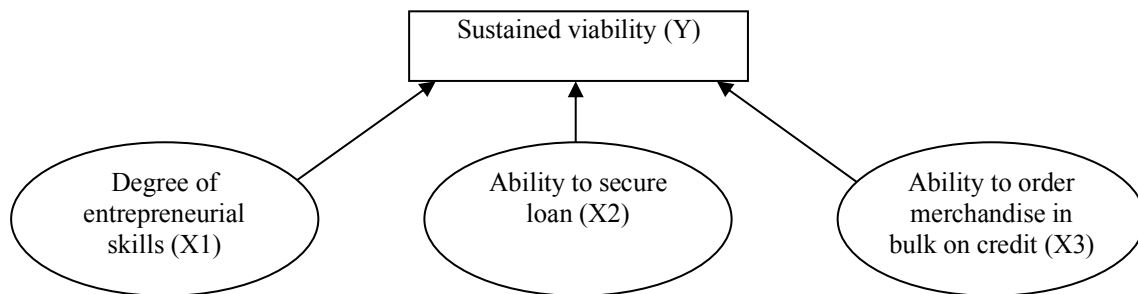 Sustained viability (Y)
Degree of
entrepreneurial
skills (X1)
Ability to secure
loan (X2)
Ability to order
merchandise in
bulk on credit (X3)